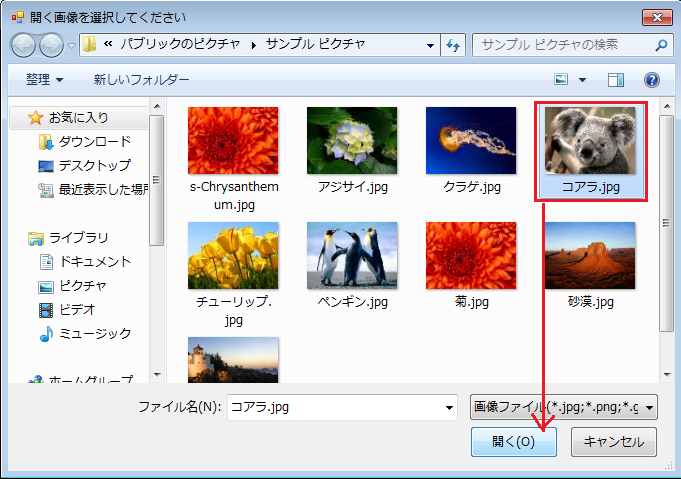 開く画像を選択してください
« パブリックのピクチャ ▸ サンプル ピクチャ
サンプル ピクチャの検索
整理 ▼ 新しいフォルダー
お気に入り
ダウンロード
デスクトップ
最近表示した場所
ライブラリ
ドキュメント
ピクチャ
ビデオ
ミュージック
ホームグループ
s-Chrysanthem
um.jpg
アジサイ.jpg
クラゲ.jpg
コアラ.jpg
チューリップ.
jpg
ペンギン.jpg
菊.jpg
砂漠.jpg
ファイル名(N): コアラ.jpg
画像ファイル(*.jpg;*.png;*.g
開く(O)
キャンセル